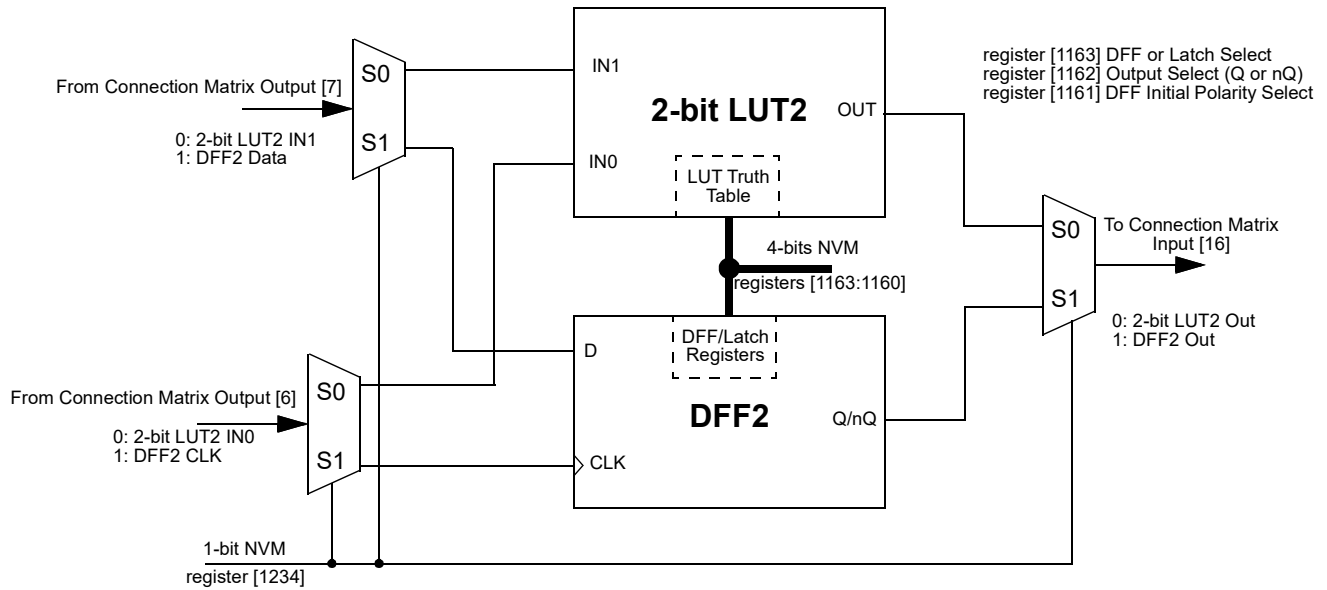 register [1163] DFF or Latch Select
register [1162] Output Select (Q or nQ)
register [1161] DFF Initial Polarity Select
From Connection Matrix Output [7]
0: 2-bit LUT2 IN1
1: DFF2 Data
S0
S1
IN1
IN0
2-bit LUT2
OUT
LUT Truth
Table
4-bits NVM
registers [1163:1160]
To Connection Matrix
Input [16]
S0
S1
0: 2-bit LUT2 Out
1: DFF2 Out
From Connection Matrix Output [6]
0: 2-bit LUT2 IN0
1: DFF2 CLK
S0
S1
D
CLK
DFF/Latch
Registers
DFF2
Q/nQ
1-bit NVM
register [1234]